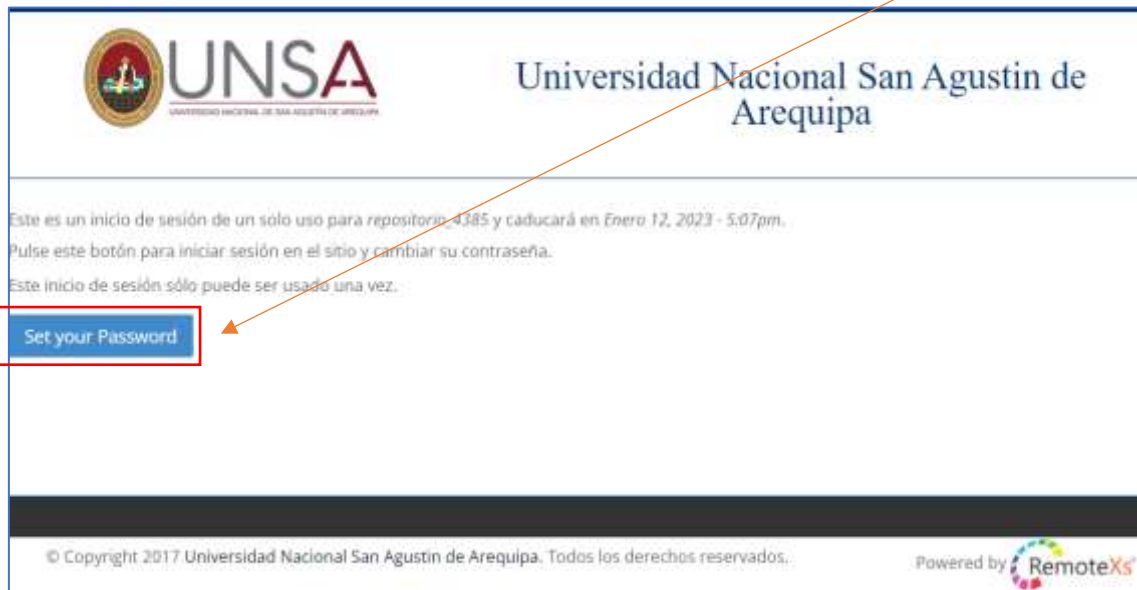 UNSA
UNIVERSIDAD NACIONAL DE SAN AGUSTÍN DE AREQUIPA
Universidad Nacional San Agustin de
Arequipa
Este es un inicio de sesión de un solo uso para repositorio_4385 y caducará en Enero 12, 2023 - 5:07pm.
Pulse este botón para iniciar sesión en el sitio y cambiar su contraseña.
Este inicio de sesión sólo puede ser usado una vez.
Set your Password
© Copyright 2017 Universidad Nacional San Agustin de Arequipa. Todos los derechos reservados.
Powered by RemoteXs